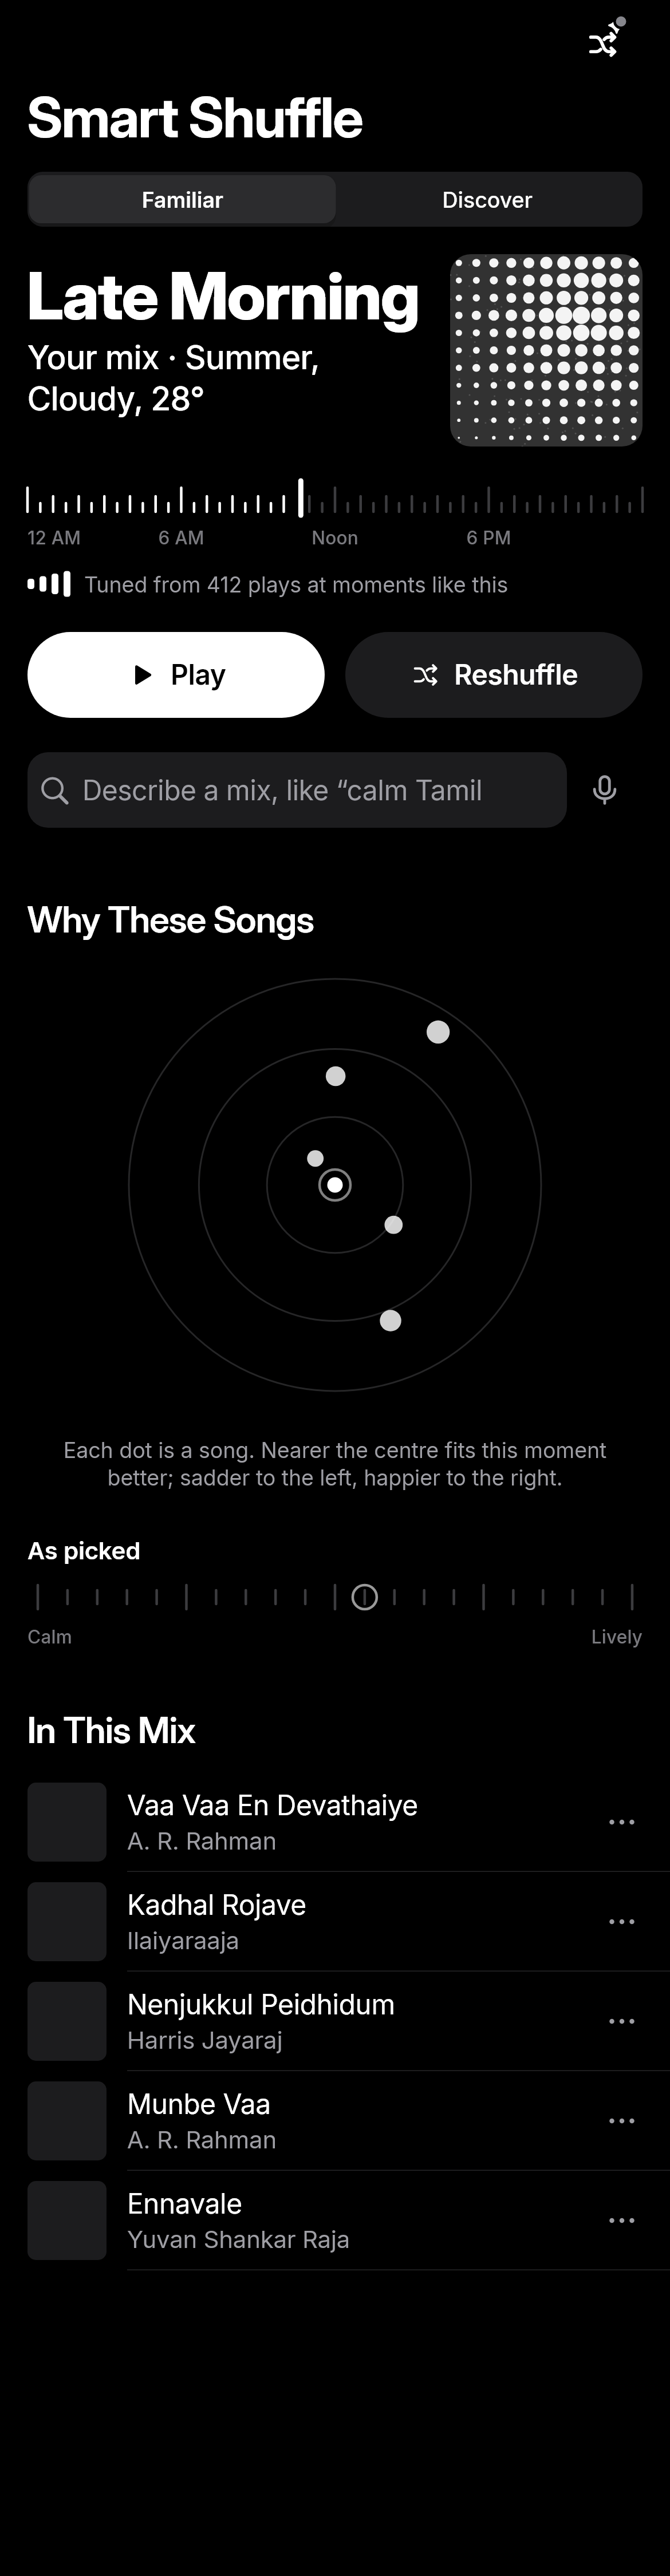 Smart Shuffle
Familiar
Discover
Late Morning
Your mix · Summer,
Cloudy, 28°
12 AM
6 AM
Noon
6 PM
Tuned from 412 plays at moments like this
Play
Reshuffle
Describe a mix, like “calm Tamil
Why These Songs
Each dot is a song. Nearer the centre fits this moment
better; sadder to the left, happier to the right.
As picked
Calm
Lively
In This Mix
Vaa Vaa En Devathaiye
A. R. Rahman
Kadhal Rojave
Ilaiyaraaja
Nenjukkul Peidhidum
Harris Jayaraj
Munbe Vaa
A. R. Rahman
Ennavale
Yuvan Shankar Raja